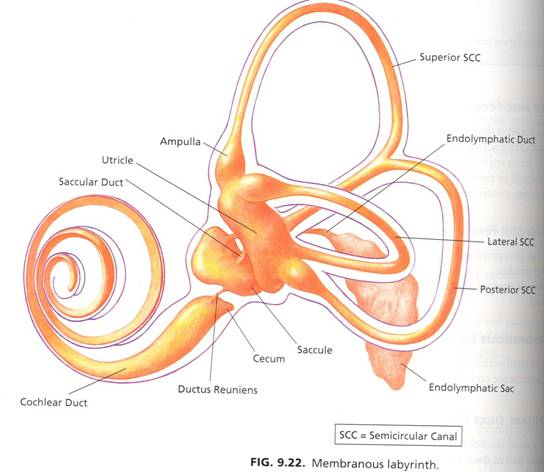 Superior SCC
Endolymphatic Duct
Ampulla
Utricle
Saccular Duct
Lateral SCC
Posterior SCC
Saccule
Cecum
Ductus Reuniens
Endolymphatic Sac
Cochlear Duct
SCC = Semicircular Canal
FIG. 9.22. Membranous labyrinth.